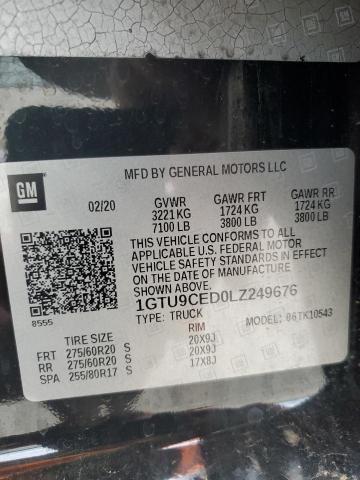 GM
MFD BY GENERAL MOTORS LLC
02/20 GVWR GAWR FRT GAWR RR
3221KG 1724 KG 1724 KG
7100 LB 3800 LB 3800 LB
THIS VEHICLE CONFORMS TO ALL APPLICABLE
U.S. FEDERAL MOTOR
VEHICLE SAFETY STANDARDS IN EFFECT
ON THE DATE OF MANUFACTURE
SHOWN ABOVE.
8555 1GTU9CED0LZ249676
TYPE: TRUCK MODEL: 86TK10543
TIRE SIZE RIM
FRT 275/60R20 S 20X9J
RR 275/60R20 S 20X9J
SPA 255/80R17 S 17X8J